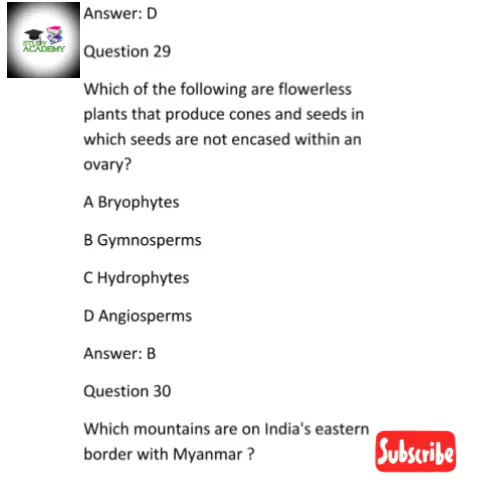 Answer: D
STUDY
ACADEMY
Question 29
Which of the following are flowerless
plants that produce cones and seeds in
which seeds are not encased within an
ovary?
A Bryophytes
B Gymnosperms
C Hydrophytes
D Angiosperms
Answer: B
Question 30
Which mountains are on India's eastern
border with Myanmar ?
Subscribe